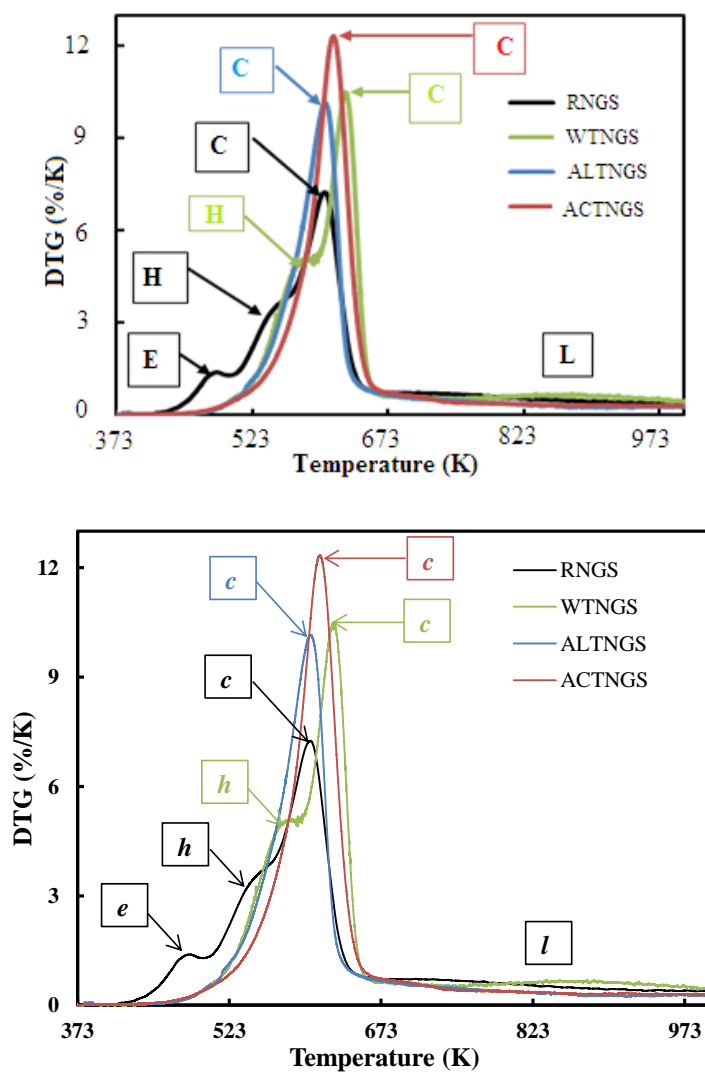 12
C
C
C
RNGS
9
WTNGS
C
ALTNGS
H
ACTNGS
6
H
3
E
L
0
DTG (%/K)
.373 523 673 823 973
Temperature (K)
12
c
c
c
RNGS
WTNGS
9
c
ALTNGS
ACTNGS
h
6
h
e
3
l
0
DTG (%/K)
373 523 673 823 973
Temperature (K)